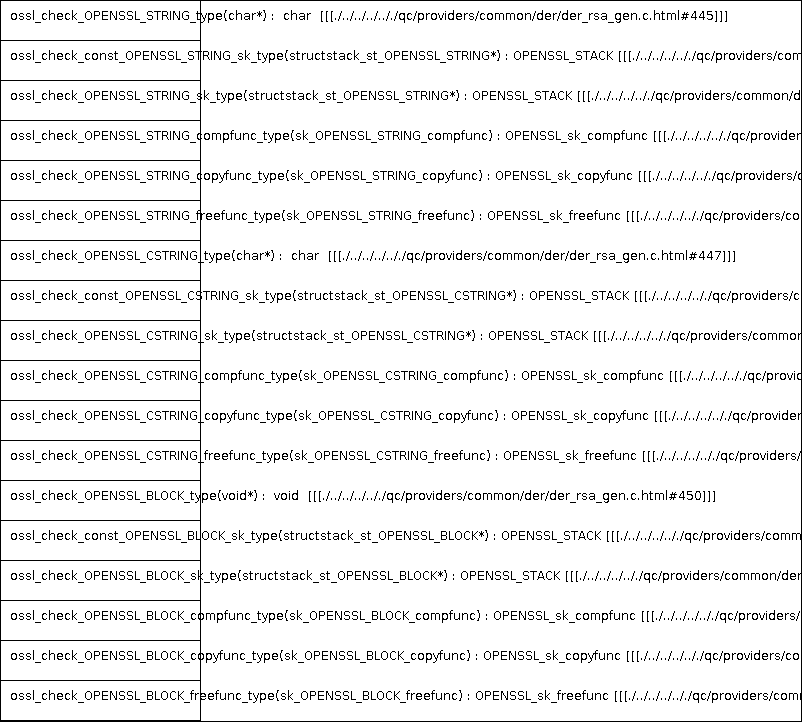 ossl_check_OPENSSL_STRING_type(char*) : char [[[./../../../../qc/providers/common/der/der_rsa_gen.c.html#445]]]
ossl_check_const_OPENSSL_STRING_sk_type(structstack_st_OPENSSL_STRING*) : OPENSSL_STACK [[[./../../../../qc/providers/com
ossl_check_OPENSSL_STRING_sk_type(structstack_st_OPENSSL_STRING*) : OPENSSL_STACK [[[./../../../../qc/providers/common/d
ossl_check_OPENSSL_STRING_compfunc_type(sk_OPENSSL_STRING_compfunc) : OPENSSL_sk_compfunc [[[./../../../../qc/provider
ossl_check_OPENSSL_STRING_copyfunc_type(sk_OPENSSL_STRING_copyfunc) : OPENSSL_sk_copyfunc [[[./../../../../qc/providers/c
ossl_check_OPENSSL_STRING_freefunc_type(sk_OPENSSL_STRING_freefunc) : OPENSSL_sk_freefunc [[[./../../../../qc/providers/co
ossl_check_OPENSSL_CSTRING_type(char*) : char [[[./../../../../qc/providers/common/der/der_rsa_gen.c.html#447]]]
ossl_check_const_OPENSSL_CSTRING_sk_type(structstack_st_OPENSSL_CSTRING*) : OPENSSL_STACK [[[./../../../../qc/providers/c
ossl_check_OPENSSL_CSTRING_sk_type(structstack_st_OPENSSL_CSTRING*) : OPENSSL_STACK [[[./../../../../qc/providers/common
ossl_check_OPENSSL_CSTRING_compfunc_type(sk_OPENSSL_CSTRING_compfunc) : OPENSSL_sk_compfunc [[[./../../../../qc/provid
ossl_check_OPENSSL_CSTRING_copyfunc_type(sk_OPENSSL_CSTRING_copyfunc) : OPENSSL_sk_copyfunc [[[./../../../../qc/provider
ossl_check_OPENSSL_CSTRING_freefunc_type(sk_OPENSSL_CSTRING_freefunc) : OPENSSL_sk_freefunc [[[./../../../../qc/providers/
ossl_check_OPENSSL_BLOCK_type(void*) : void [[[./../../../../qc/providers/common/der/der_rsa_gen.c.html#450]]]
ossl_check_const_OPENSSL_BLOCK_sk_type(structstack_st_OPENSSL_BLOCK*) : OPENSSL_STACK [[[./../../../../qc/providers/comm
ossl_check_OPENSSL_BLOCK_sk_type(structstack_st_OPENSSL_BLOCK*) : OPENSSL_STACK [[[./../../../../qc/providers/common/der
ossl_check_OPENSSL_BLOCK_compfunc_type(sk_OPENSSL_BLOCK_compfunc) : OPENSSL_sk_compfunc [[[./../../../../qc/providers/
ossl_check_OPENSSL_BLOCK_copyfunc_type(sk_OPENSSL_BLOCK_copyfunc) : OPENSSL_sk_copyfunc [[[./../../../../qc/providers/co
ossl_check_OPENSSL_BLOCK_freefunc_type(sk_OPENSSL_BLOCK_freefunc) : OPENSSL_sk_freefunc [[[./../../../../qc/providers/com